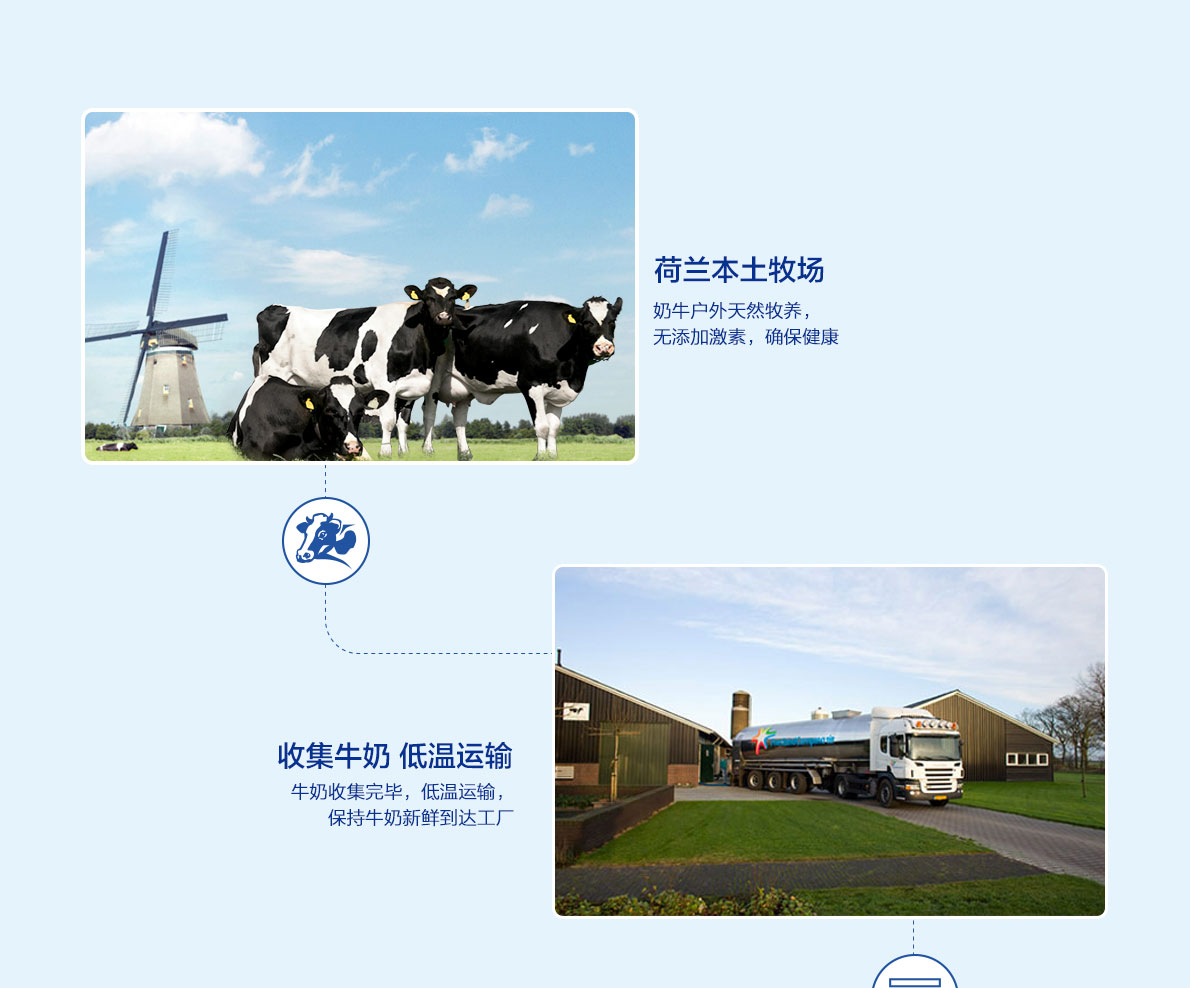 荷兰本土牧场
奶牛户外天然牧养，
无添加激素，确保健康
收集牛奶 低温运输
牛奶收集完毕，低温运输，
保持牛奶新鲜到达工厂